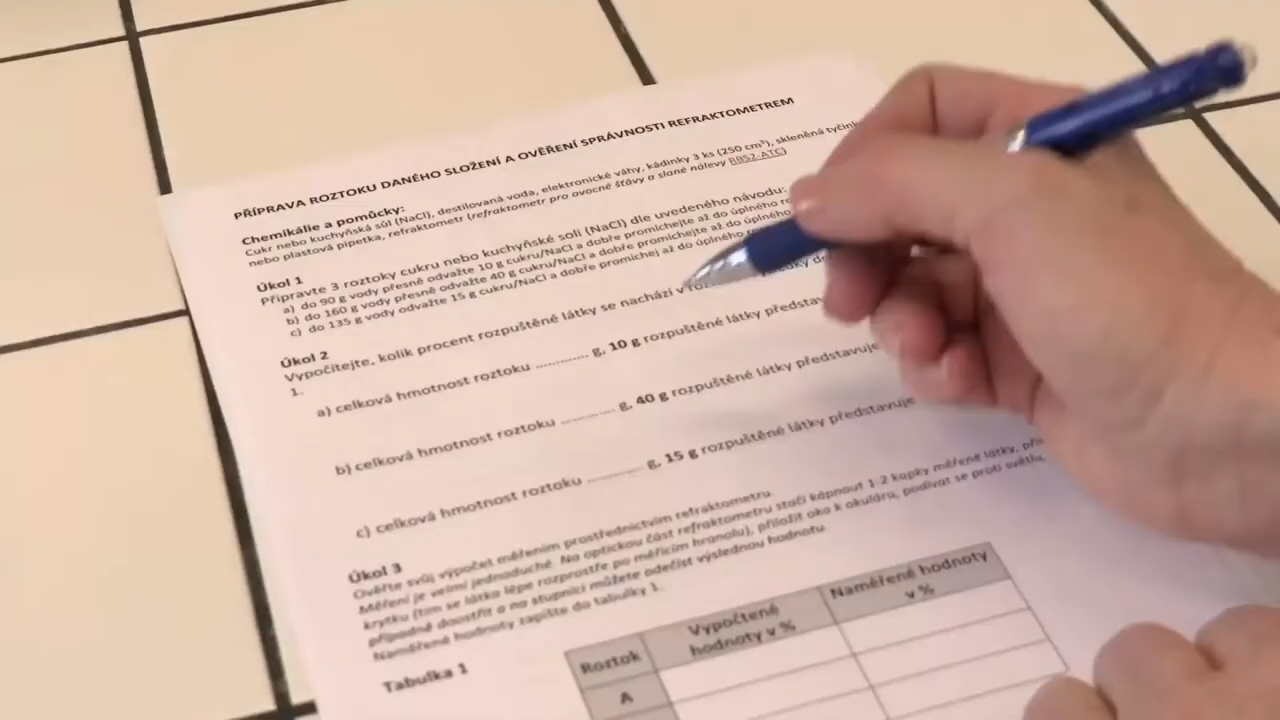 PŘÍPRAVA ROZTOKU DANÉHO SLOŽENÍ A OVĚŘENÍ SPRÁVNOSTI REFRAKTOMETREM
Chemikálie a pomůcky:
Cukr nebo kuchyňská sůl (NaCl), destilovaná voda, elektronické váhy, kádinky 3 ks (250 cm³), skleněná
nebo plastová pipetka, refraktometr (refraktometr pro ovocné šťávy a slané nálevy BB52-ATC)
Úkol 1
Připravte 3 roztoky cukru nebo kuchyňské soli (NaCl) dle uvedeného návodu:
a) do 90 g vody přesně odvažte 10 g cukru/NaCl a dobře promíchejte až do úplného
b) do 160 g vody přesně odvažte 40 g cukru/NaCl a dobře promíchejte až do úplného
c) do 135 g vody odvažte 15 g cukru/NaCl a dobře promíchej až do úplného
Úkol 2
Vypočítejte, kolik procent rozpuštěné látky se nachází v
1.
a) celková hmotnost roztoku ............ g, 10 g rozpuštěné látky
b) celková hmotnost roztoku ............ g, 40 g rozpuštěné látky představuje
c) celková hmotnost roztoku ............ g, 15 g rozpuštěné látky představuje
Úkol 3
Ověřte svůj výpočet měřením prostřednictvím refraktometru.
Měření je velmi jednoduché. Na optickou část refraktometru stačí kápnout 1-2 kapky měřené látky,
krytku (tím se látka lépe rozprostře po měřícím hranolu), přiložit oko k okuláru, podívat se proti světlu,
případně doostřit a na stupnici můžete odečíst výslednou hodnotu.
Naměřené hodnoty zapište do tabulky 1.
Tabulka 1
Roztok Vypočtené hodnoty v % Naměřené hodnoty v %
A